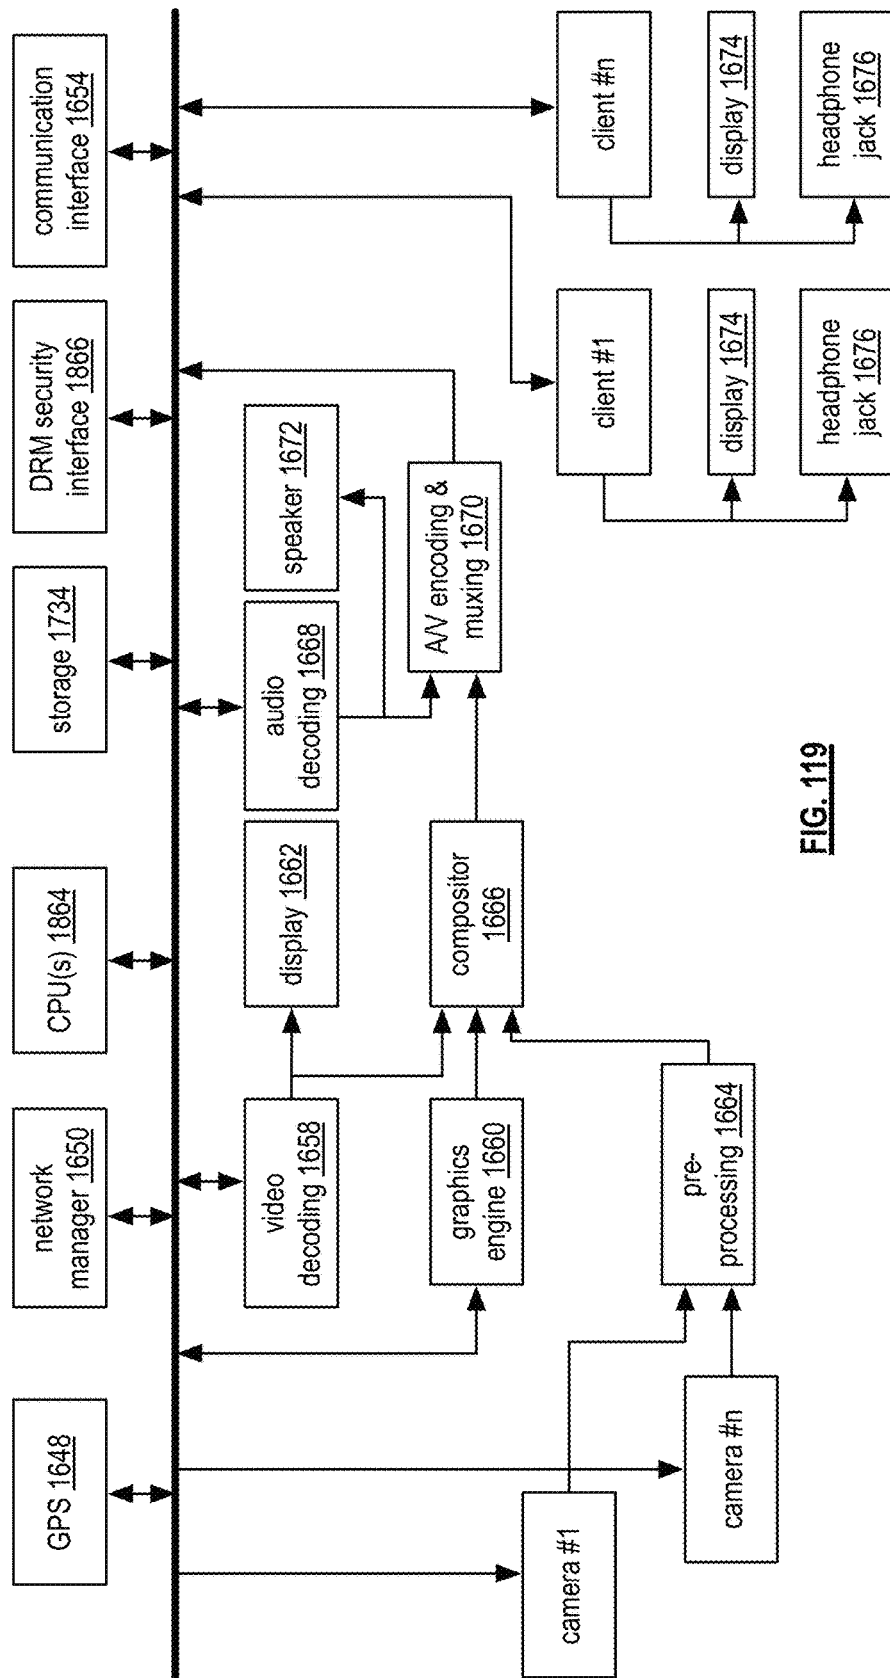 GPS 1648
network
manager 1650
CPU(s) 1864
storage 1734
DRM security
interface 1866
communication
interface 1654
video
decoding 1658
display 1662
audio
decoding 1668
speaker 1672
graphics
engine 1660
compositor
1666
A/V encoding &
muxing 1670
camera #1
camera #n
pre-
processing 1664
client #1
display 1674
headphone
jack 1676
client #n
display 1674
headphone
jack 1676
FIG. 119